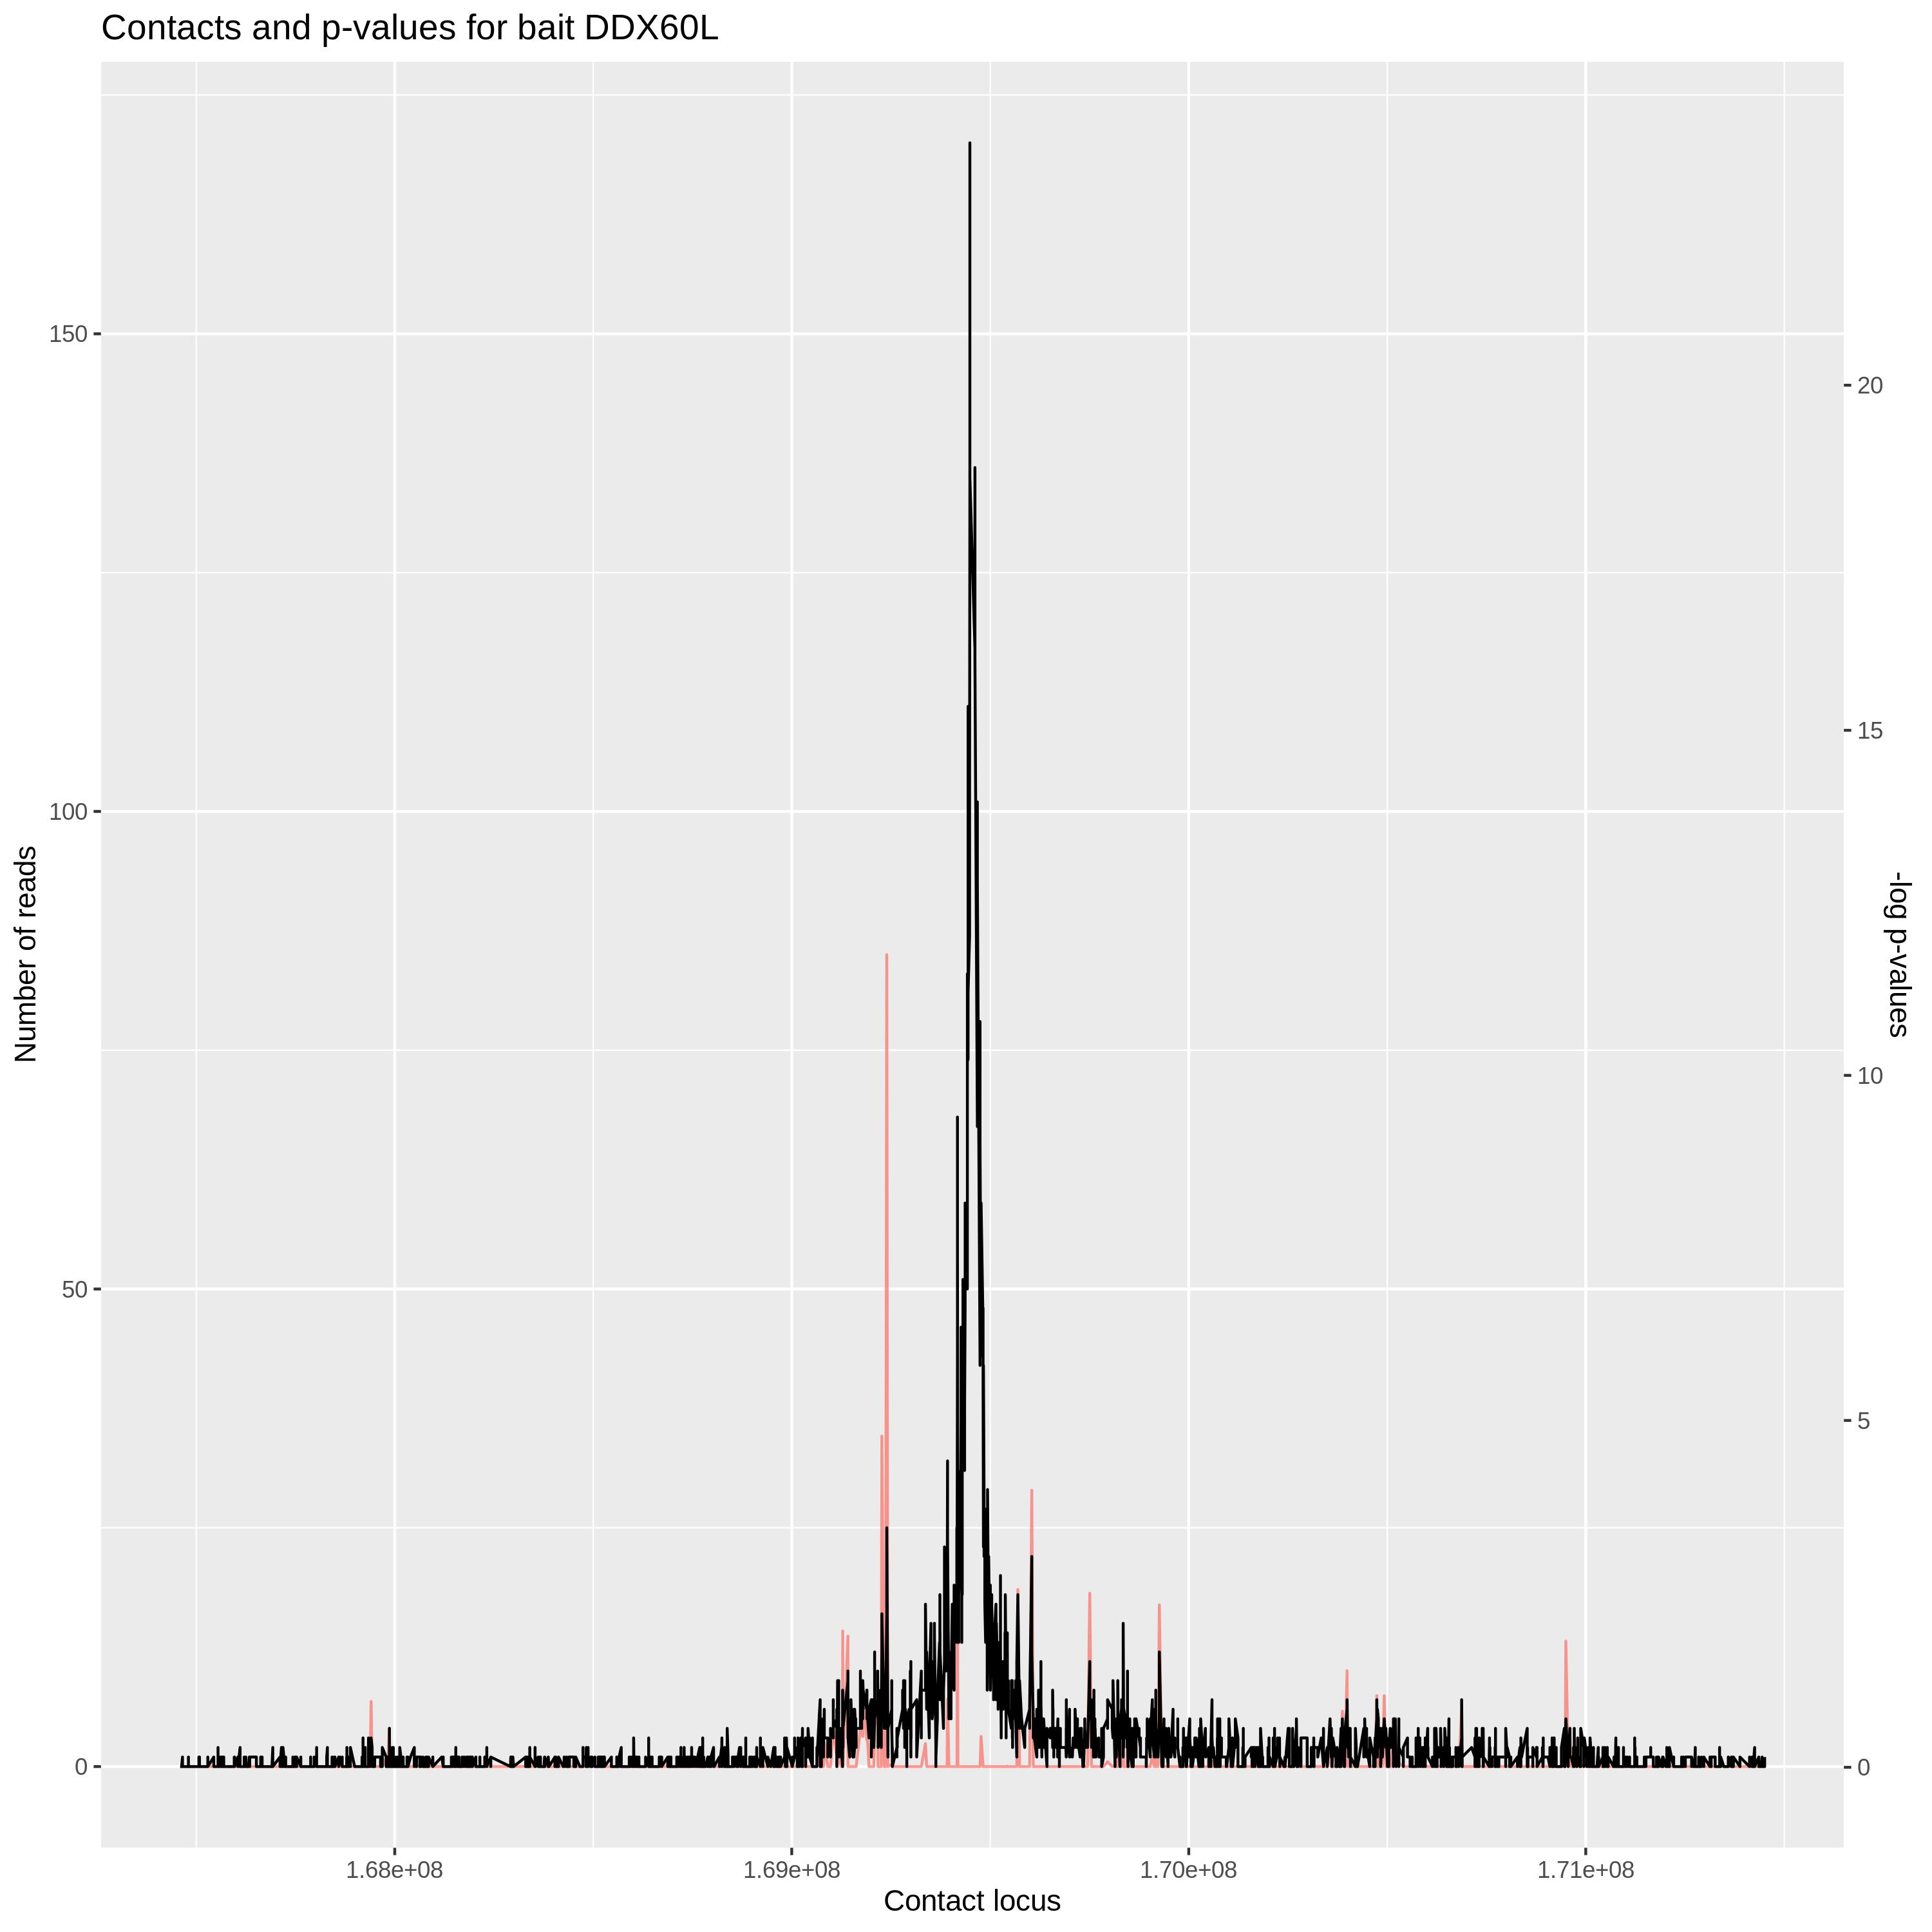 Contacts and p-values for bait DDX60L
150
100
50
0
Number of reads
20
15
10
5
0
-log p-values
1.68e+08
1.69e+08
1.70e+08
1.71e+08
Contact locus